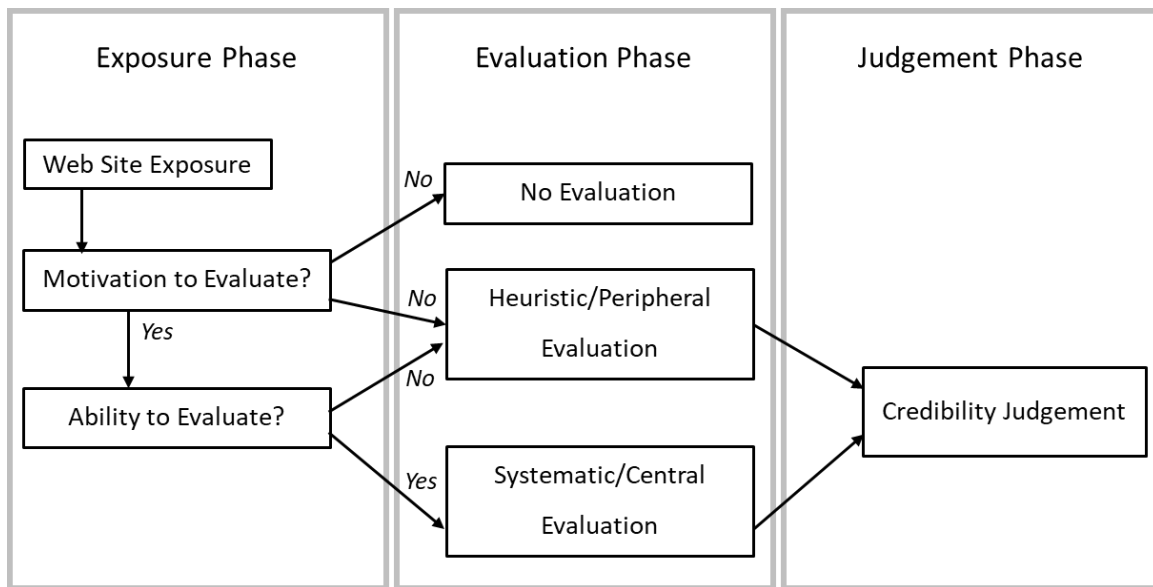 Exposure Phase
Evaluation Phase
Judgement Phase
Web Site Exposure
No
No Evaluation
Motivation to Evaluate?
No
Heuristic/Peripheral
Evaluation
Yes
No
Ability to Evaluate?
Credibility Judgement
Yes
Systematic/Central
Evaluation